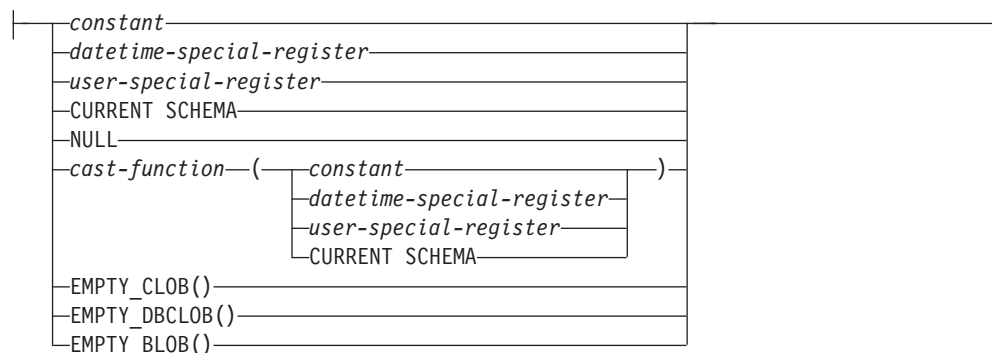 constant
datetime-special-register
user-special-register
CURRENT SCHEMA
NULL
cast-function ( constant )
datetime-special-register
user-special-register
CURRENT SCHEMA
EMPTY_CLOB()
EMPTY_DBCLOB()
EMPTY_BLOB()